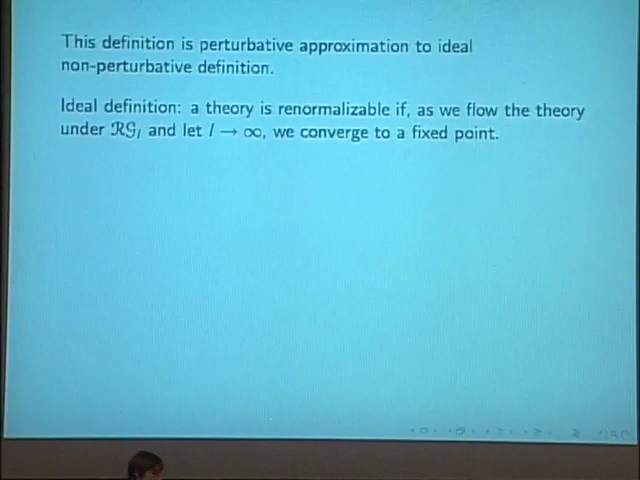 This definition is perturbative approximation to ideal
non-perturbative definition.
Ideal definition: a theory is renormalizable if, as we flow the theory
under ℛ𝒢_l and let l → ∞, we converge to a fixed point.